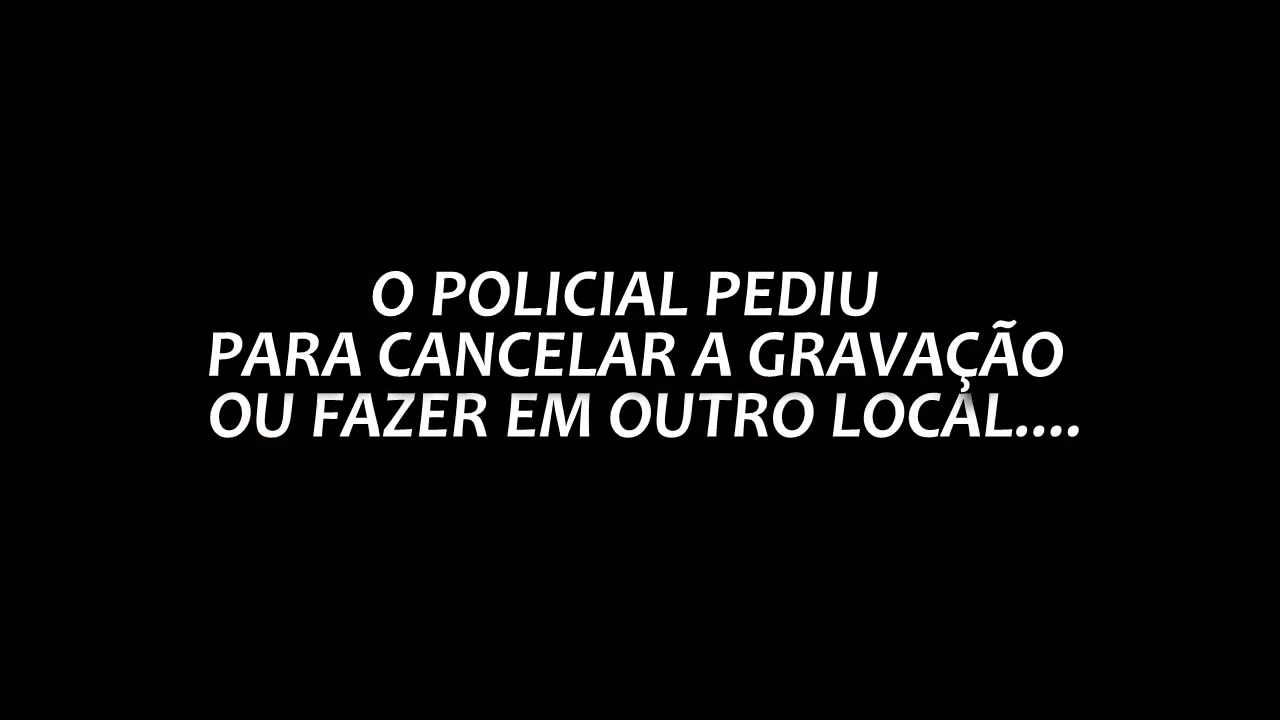 O POLICIAL PEDIU
PARA CANCELAR A GRAVAÇÃO
OU FAZER EM OUTRO LOCAL....